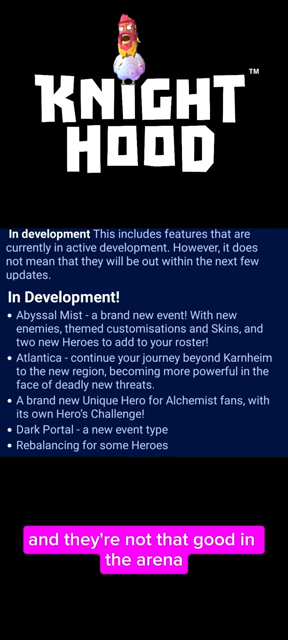 KNIGHT™
HOOD
In development This includes features that are
currently in active development. However, it does
not mean that they will be out within the next few
updates.
In Development!
• Abyssal Mist - a brand new event! With new
enemies, themed customisations and Skins, and
two new Heroes to add to your roster!
• Atlantica - continue your journey beyond Karnheim
to the new region, becoming more powerful in the
face of deadly new threats.
• A brand new Unique Hero for Alchemist fans, with
its own Hero's Challenge!
• Dark Portal - a new event type
• Rebalancing for some Heroes
and they're not that good in
the arena